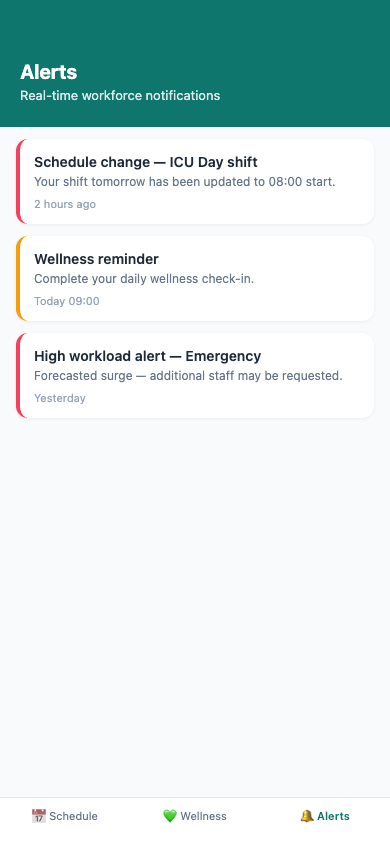 Alerts
Real-time workforce notifications
Schedule change — ICU Day shift
Your shift tomorrow has been updated to 08:00 start.
2 hours ago
Wellness reminder
Complete your daily wellness check-in.
Today 09:00
High workload alert — Emergency
Forecasted surge — additional staff may be requested.
Yesterday
Schedule Wellness Alerts